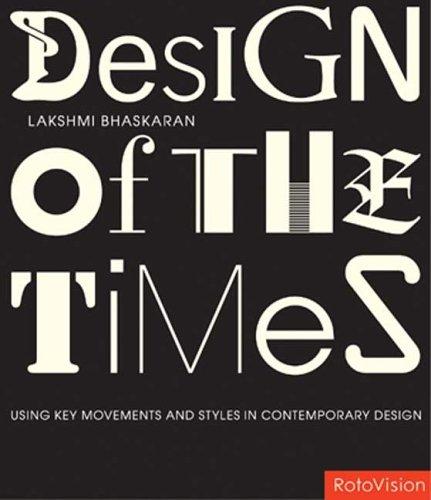 DesIGN
LAKSHMI BHASKARAN
Of THE
TiMeS
USING KEY MOVEMENTS AND STYLES IN CONTEMPORARY DESIGN
RotoVision